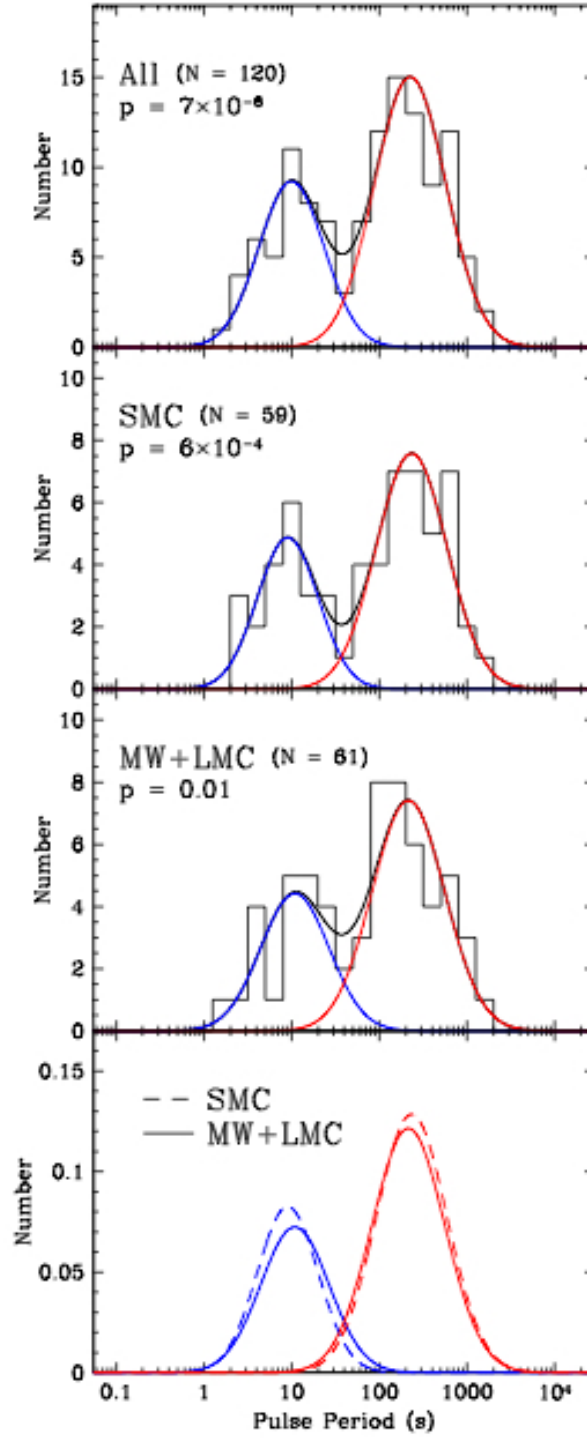 15
10
5
0
Number
All (N = 120)
p = 7×10⁻⁶
10
8
6
4
2
0
Number
SMC (N = 59)
p = 6×10⁻⁴
10
8
6
4
2
0
Number
MW+LMC (N = 61)
p = 0.01
0.15
0.1
0.05
0
Number
SMC
MW+LMC
0.1 1 10 100 1000 10⁴
Pulse Period (s)